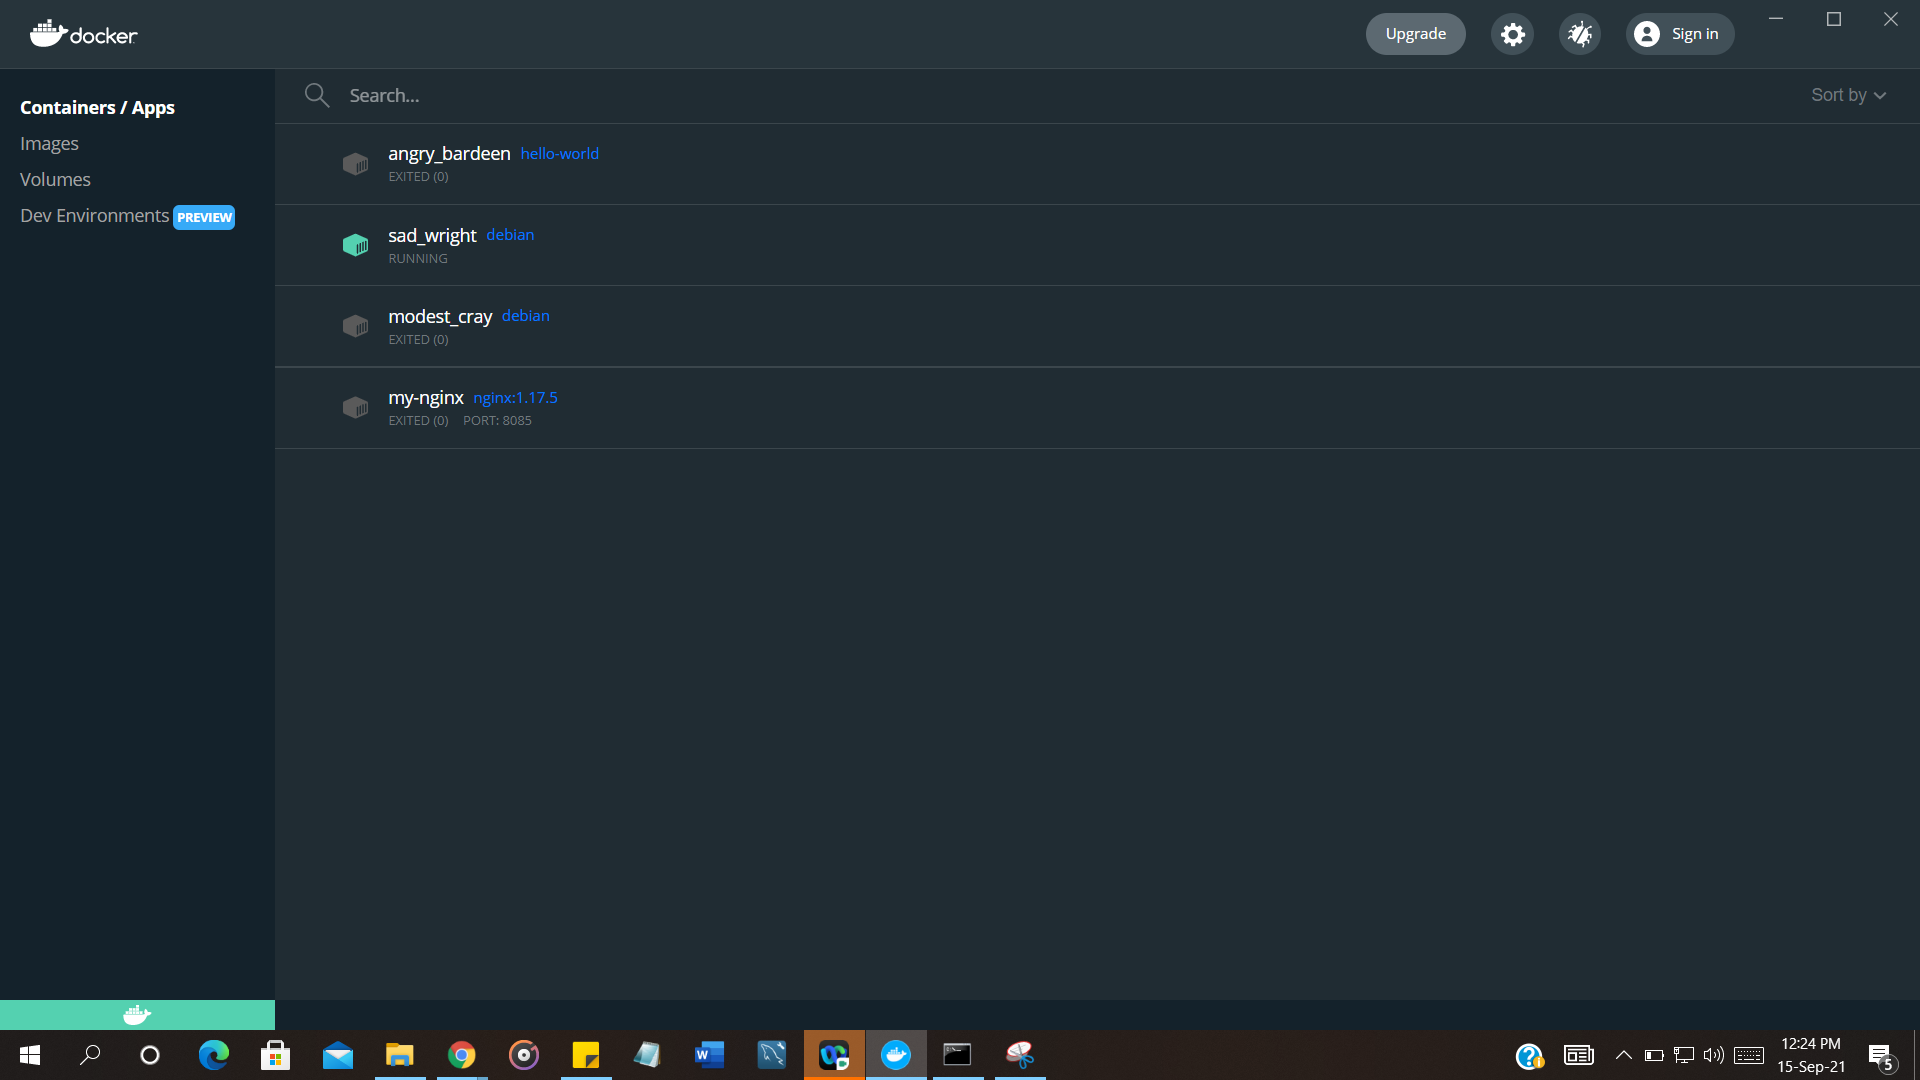 docker
Upgrade
Sign in
Containers / Apps
Images
Volumes
Dev Environments PREVIEW
Search...
Sort by
angry_bardeen hello-world
EXITED (0)
sad_wright debian
RUNNING
modest_cray debian
EXITED (0)
my-nginx nginx:1.17.5
EXITED (0) PORT: 8085
W
12:24 PM
15-Sep-21
5